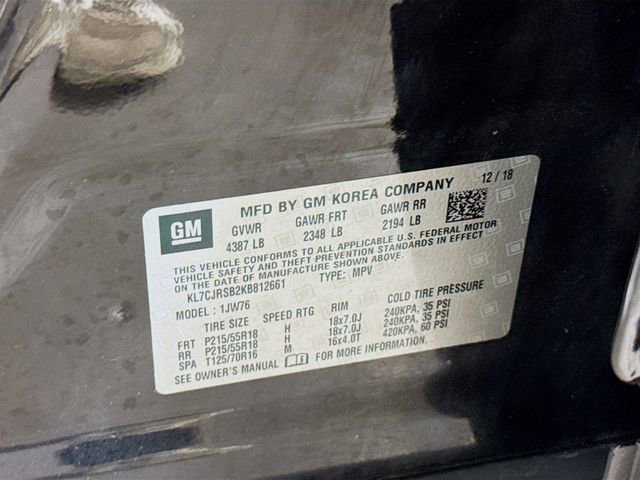 GM
MFD BY GM KOREA COMPANY 12 / 18
GVWR GAWR FRT GAWR RR
4387 LB 2348 LB 2194 LB
THIS VEHICLE CONFORMS TO ALL APPLICABLE U.S. FEDERAL MOTOR
VEHICLE SAFETY AND THEFT PREVENTION STANDARDS IN EFFECT
ON THE DATE OF MANUFACTURE SHOWN ABOVE.
KL7CJRSB2KB812661 TYPE: MPV
MODEL : 1JW76
TIRE SIZE SPEED RTG RIM COLD TIRE PRESSURE
FRT P215/55R18 H 18x7.0J 240KPA, 35 PSI
RR P215/55R18 H 18x7.0J 240KPA, 35 PSI
SPA T125/70R16 M 16x4.0T 420KPA, 60 PSI
SEE OWNER'S MANUAL FOR MORE INFORMATION.